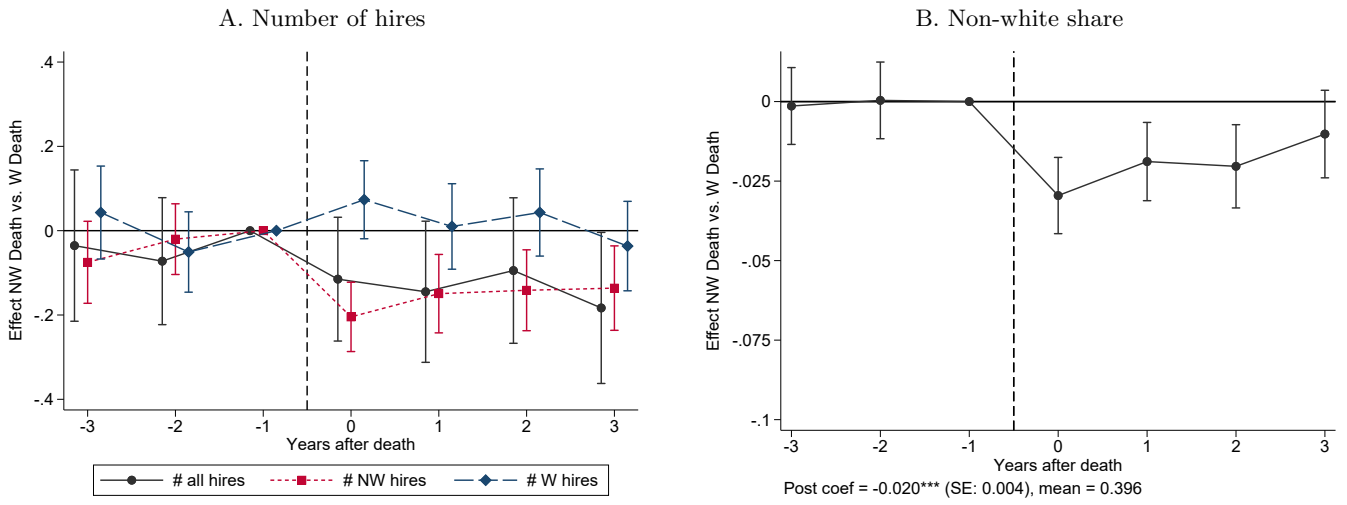 A. Number of hires
Effect NW Death vs. W Death
.4
.2
0
-.2
-.4
-3 -2 -1 0 1 2 3
Years after death
# all hires # NW hires # W hires
B. Non-white share
Effect NW Death vs. W Death
0
-.025
-.05
-.075
-.1
-3 -2 -1 0 1 2 3
Years after death
Post coef = -0.020*** (SE: 0.004), mean = 0.396